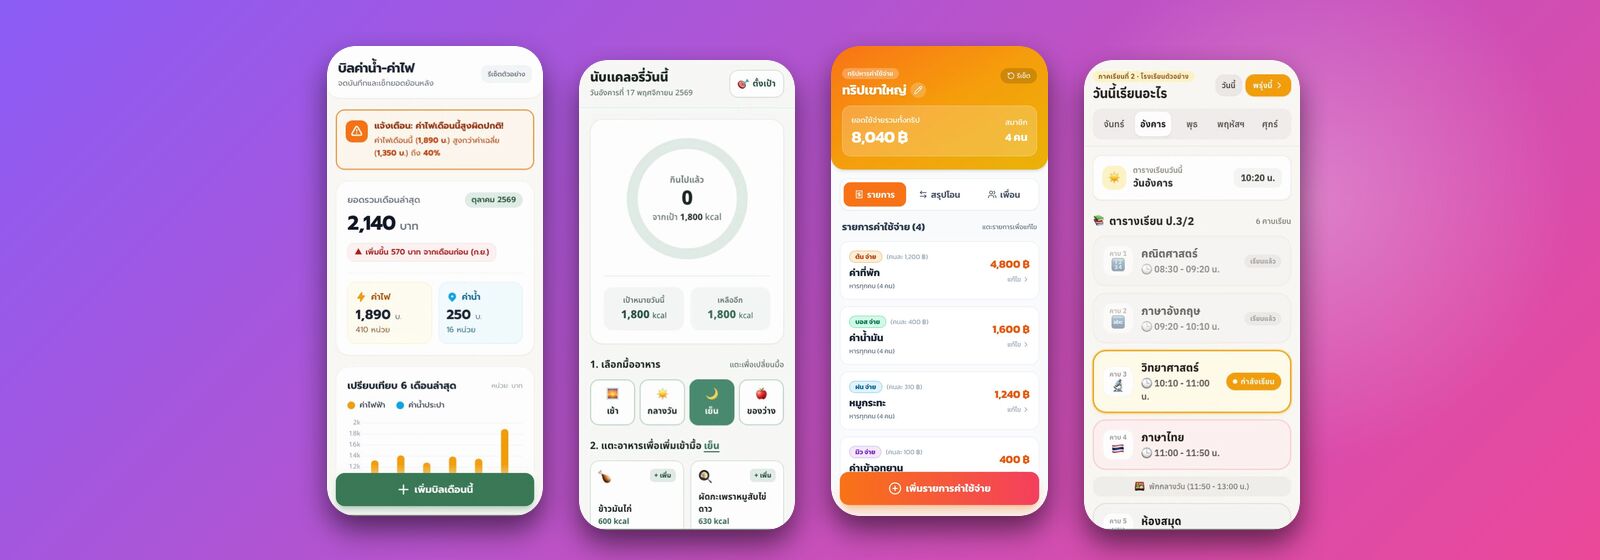 บิลค่าน้ำ-ค่าไฟ
จดบันทึกและเช็กยอดย้อนหลัง
รีเซ็ตตัวอย่าง
แจ้งเตือน: ค่าไฟเดือนนี้สูงผิดปกติ!
ค่าไฟเดือนนี้ (1,890 บ.) สูงกว่าค่าเฉลี่ย
(1,350 บ.) ถึง 40%
ยอดรวมเดือนล่าสุด
ตุลาคม 2569
2,140 บาท
▲ เพิ่มขึ้น 570 บาท จากเดือนก่อน (ก.ย.)
ค่าไฟ
1,890 บ.
410 หน่วย
ค่าน้ำ
250 บ.
16 หน่วย
เปรียบเทียบ 6 เดือนล่าสุด
หน่วย: บาท
ค่าไฟฟ้า
ค่าน้ำประปา
2k
1.8k
1.6k
1.4k
1.2k
+ เพิ่มบิลเดือนนี้
นับแคลอรี่วันนี้
วันอังคารที่ 17 พฤศจิกายน 2569
ตั้งเป้า
กินไปแล้ว
0
จากเป้า 1,800 kcal
เป้าหมายวันนี้
1,800 kcal
เหลืออีก
1,800 kcal
1. เลือกมื้ออาหาร
แตะเพื่อเปลี่ยนมื้อ
เช้า
กลางวัน
เย็น
ของว่าง
2. แตะอาหารเพื่อเพิ่มเข้ามื้อ เย็น
+ เพิ่ม
ข้าวมันไก่
600 kcal
+ เพิ่ม
ผัดกะเพราหมูสับไข่
ดาว
630 kcal
ทริปหารค่าใช้จ่าย
รีเซ็ต
ทริปเขาใหญ่
ยอดใช้จ่ายรวมทั้งทริป
8,040 ฿
สมาชิก
4 คน
รายการ
สรุปโอน
เพื่อน
รายการค่าใช้จ่าย (4)
แตะรายการเพื่อแก้ไข
ต้น จ่าย (คนละ 1,200 ฿)
ค่าที่พัก
หารทุกคน (4 คน)
4,800 ฿
แก้ไข >
บอส จ่าย (คนละ 400 ฿)
ค่าน้ำมัน
หารทุกคน (4 คน)
1,600 ฿
แก้ไข >
ฝน จ่าย (คนละ 310 ฿)
หมูกระทะ
หารทุกคน (4 คน)
1,240 ฿
แก้ไข >
มิว จ่าย (คนละ 100 ฿)
ค่าเข้าอุทยาน
400 ฿
เพิ่มรายการค่าใช้จ่าย
ภาคเรียนที่ 2 · โรงเรียนตัวอย่าง
วันนี้เรียนอะไร
วันนี้
พรุ่งนี้ >
จันทร์
อังคาร
พุธ
พฤหัสฯ
ศุกร์
ตารางเรียนวันนี้
วันอังคาร
10:20 น.
ตารางเรียน ป.3/2
6 คาบเรียน
คาบ 1
คณิตศาสตร์
08:30 - 09:20 น.
เรียนแล้ว
คาบ 2
ภาษาอังกฤษ
09:20 - 10:10 น.
เรียนแล้ว
คาบ 3
วิทยาศาสตร์
10:10 - 11:00
น.
กำลังเรียน
คาบ 4
ภาษาไทย
11:00 - 11:50 น.
พักกลางวัน (11:50 - 13:00 น.)
คาบ 5
ห้องสมุด